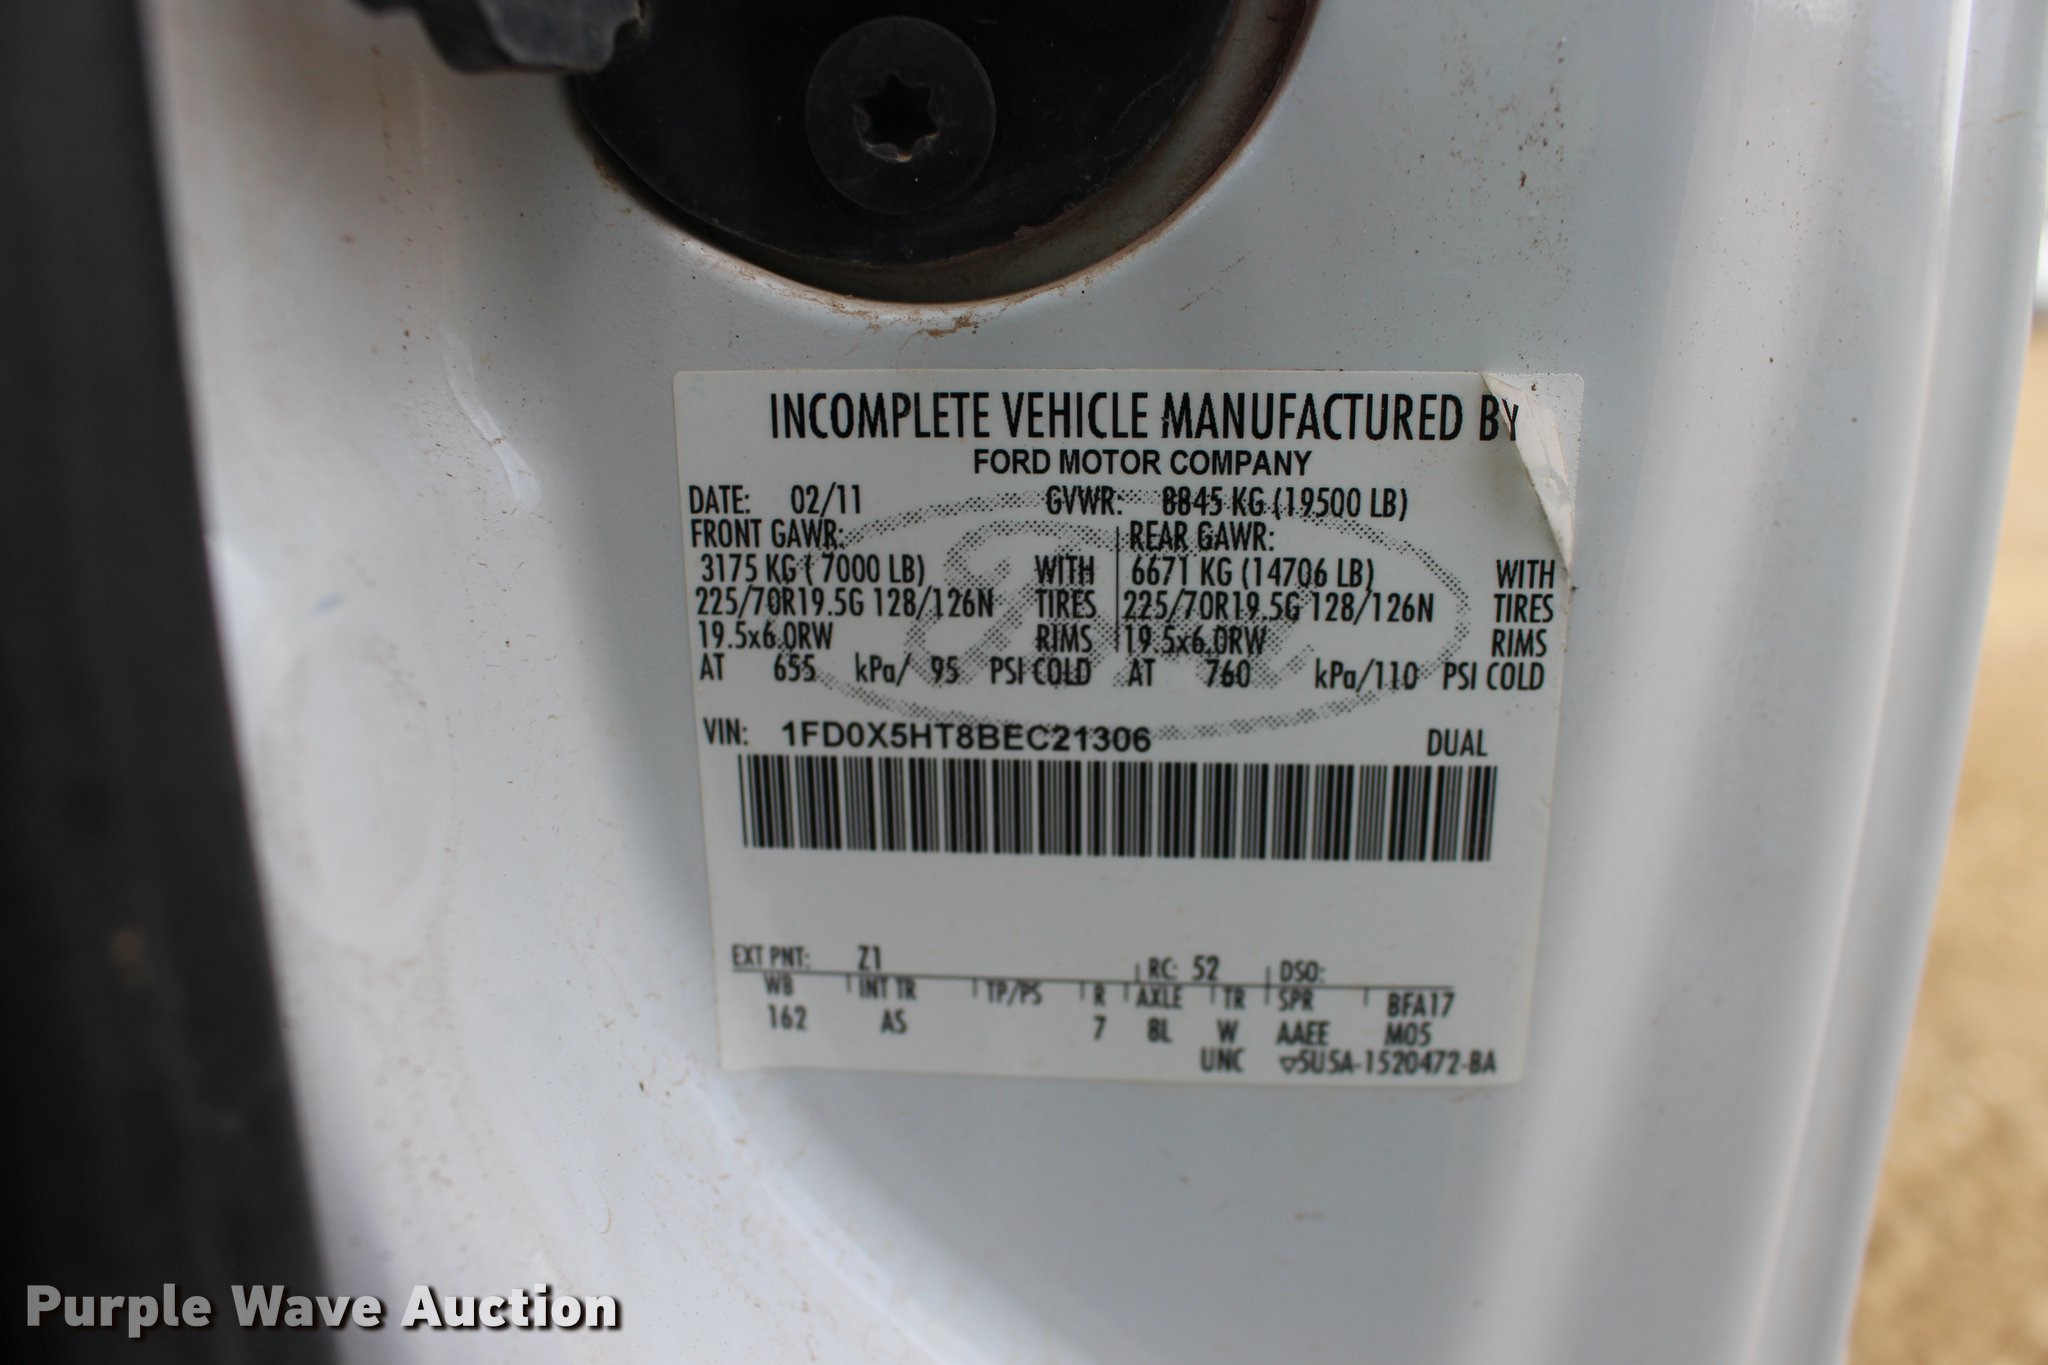 INCOMPLETE VEHICLE MANUFACTURED BY
FORD MOTOR COMPANY
DATE: 02/11 GVWR: 8845 KG (19500 LB)
FRONT GAWR: REAR GAWR:
3175 KG ( 7000 LB) WITH 6671 KG (14706 LB) WITH
225/70R19.5G 128/126N TIRES 225/70R19.5G 128/126N TIRES
19.5x6.0RW RIMS 19.5x6.0RW RIMS
AT 655 kPa/ 95 PSI COLD AT 760 kPa/110 PSI COLD
VIN: 1FD0X5HT8BEC21306 DUAL
EXT PNT: Z1 RC: 52 DSO:
WB INT TR TP/PS R AXLE TR SPR BFA17
162 AS 7 8L W AAEE M05
UNC ▽5U5A-1520472-BA
Purple Wave Auction